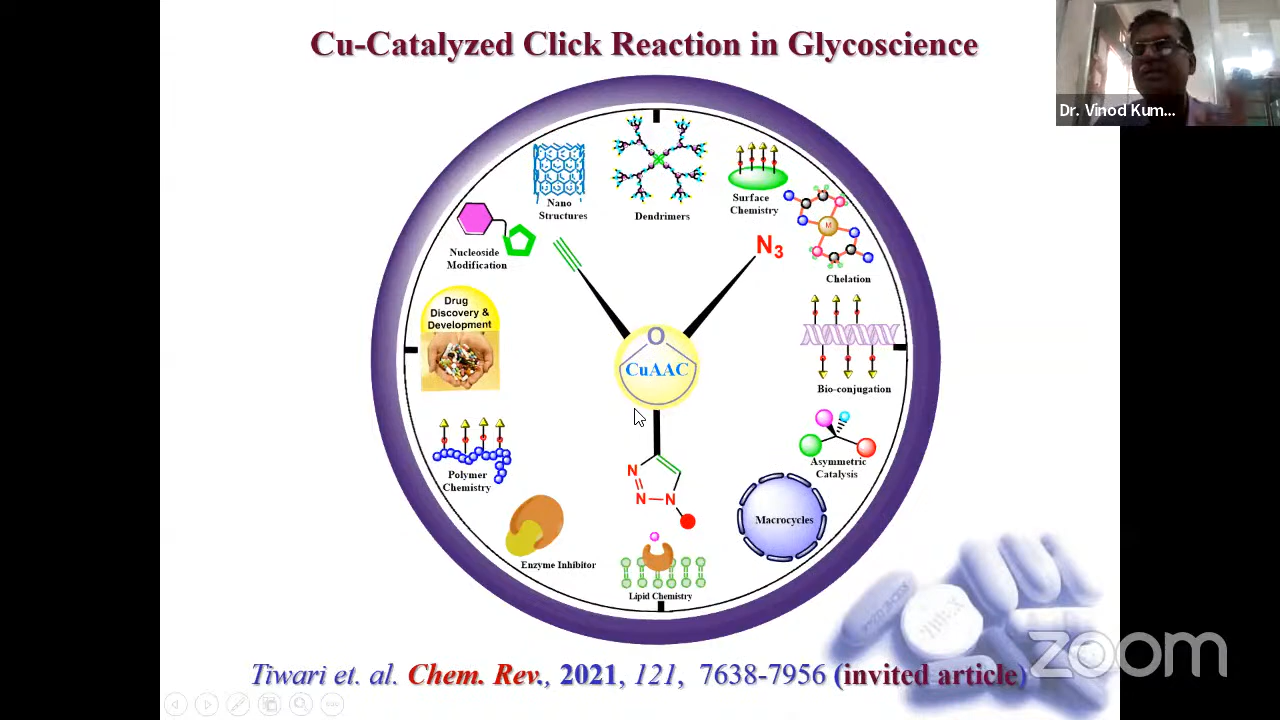 Cu-Catalyzed Click Reaction in Glycoscience
Dr. Vinod Kum...
Nano
Structures
Dendrimers
Surface
Chemistry
M
Chelation
Nucleoside
Modification
N3
Drug
Discovery &
Development
O
CuAAC
Bio-conjugation
Asymmetric
Catalysis
Polymer
Chemistry
N
N
N
Macrocycles
Enzyme Inhibitor
Lipid Chemistry
zoom
Tiwari et. al. Chem. Rev., 2021, 121, 7638-7956 (invited article)